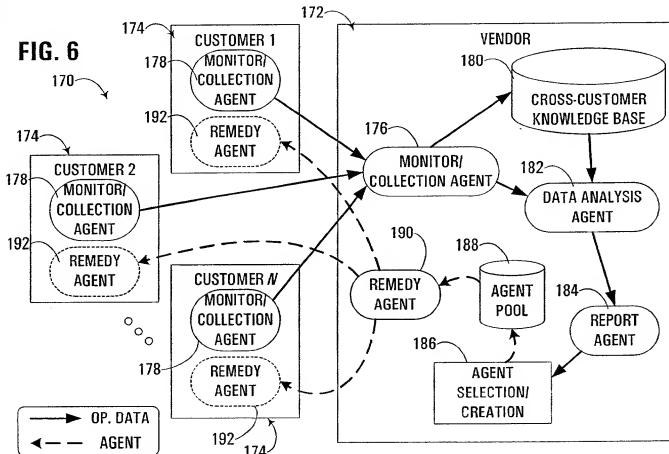 FIG. 6
170
174
CUSTOMER 1
178
MONITOR/
COLLECTION
AGENT
192
REMEDY
AGENT
174
CUSTOMER 2
178
MONITOR/
COLLECTION
AGENT
192
REMEDY
AGENT
CUSTOMER N
MONITOR/
COLLECTION
AGENT
178
REMEDY
AGENT
192
174
172
VENDOR
180
CROSS-CUSTOMER
KNOWLEDGE BASE
176
MONITOR/
COLLECTION AGENT
182
DATA ANALYSIS
AGENT
190
REMEDY
AGENT
188
AGENT
POOL
184
REPORT
AGENT
186
AGENT
SELECTION/
CREATION
OP. DATA
AGENT